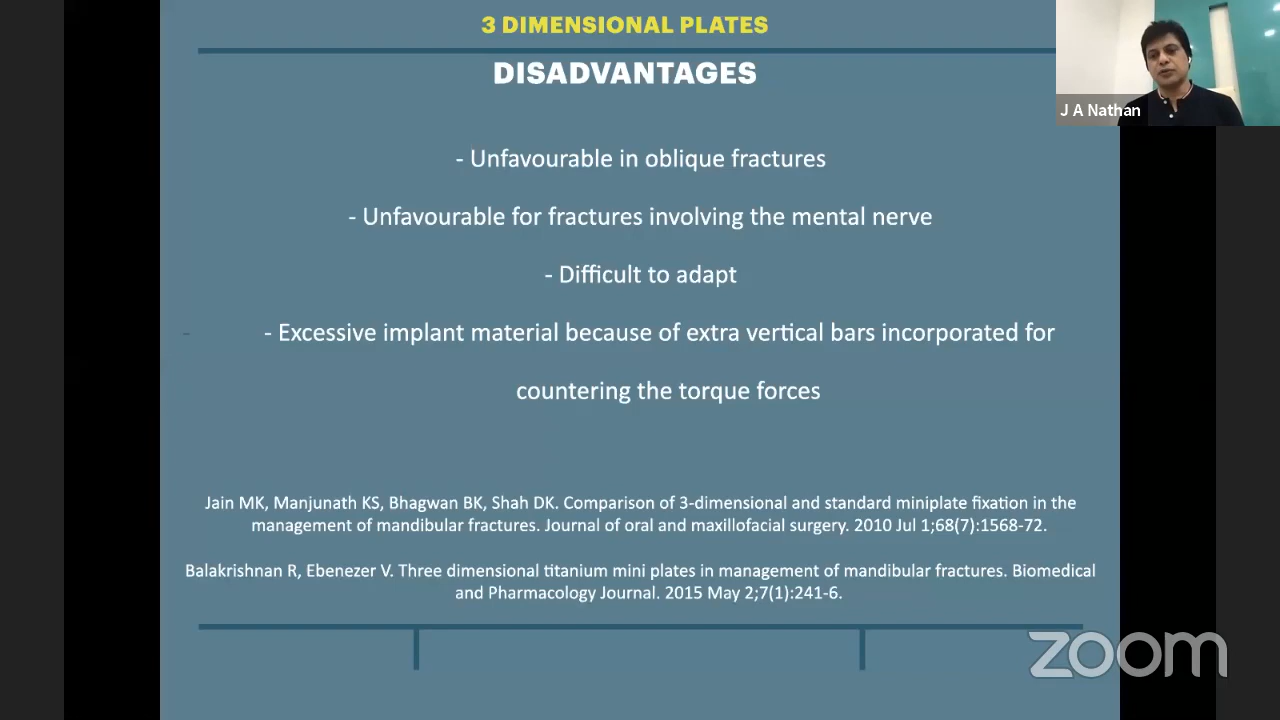 3 DIMENSIONAL PLATES
DISADVANTAGES
J A Nathan
- Unfavourable in oblique fractures
- Unfavourable for fractures involving the mental nerve
- Difficult to adapt
- - Excessive implant material because of extra vertical bars incorporated for
countering the torque forces
Jain MK, Manjunath KS, Bhagwan BK, Shah DK. Comparison of 3-dimensional and standard miniplate fixation in the
management of mandibular fractures. Journal of oral and maxillofacial surgery. 2010 Jul 1;68(7):1568-72.
Balakrishnan R, Ebenezer V. Three dimensional titanium mini plates in management of mandibular fractures. Biomedical
and Pharmacology Journal. 2015 May 2;7(1):241-6.
zoom